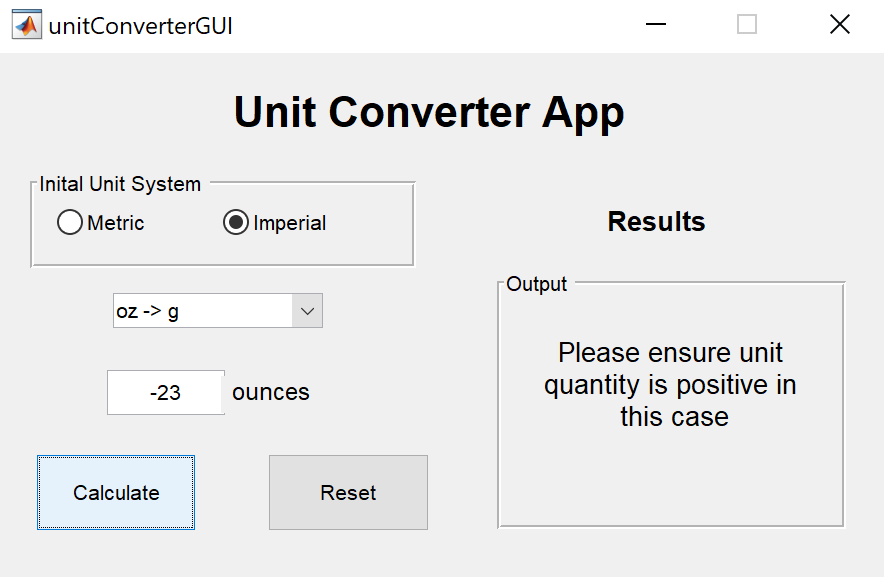 unitConverterGUI
Unit Converter App
Inital Unit System
Metric
Imperial
oz -> g
-23
ounces
Calculate
Reset
Results
Output
Please ensure unit
quantity is positive in
this case